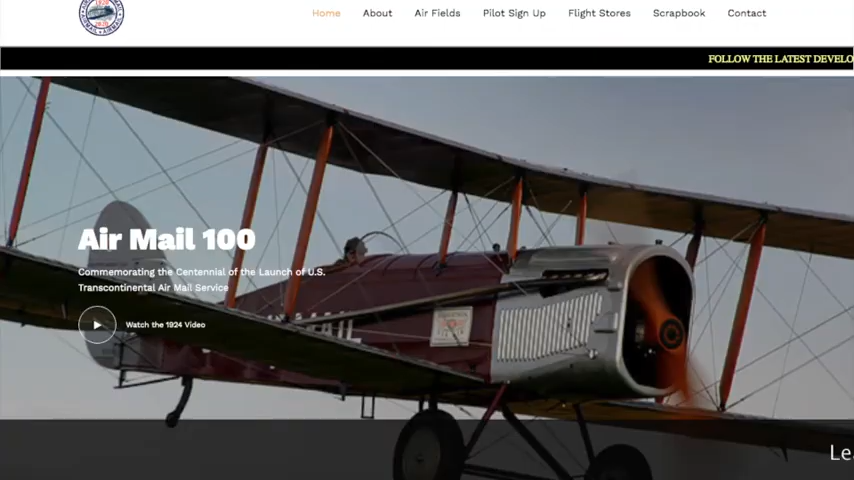 Home About Air Fields Pilot Sign Up Flight Stores Scrapbook Contact
FOLLOW THE LATEST DEVELO
Air Mail 100
Commemorating the Centennial of the Launch of U.S.
Transcontinental Air Mail Service
Watch the 1924 Video
Le